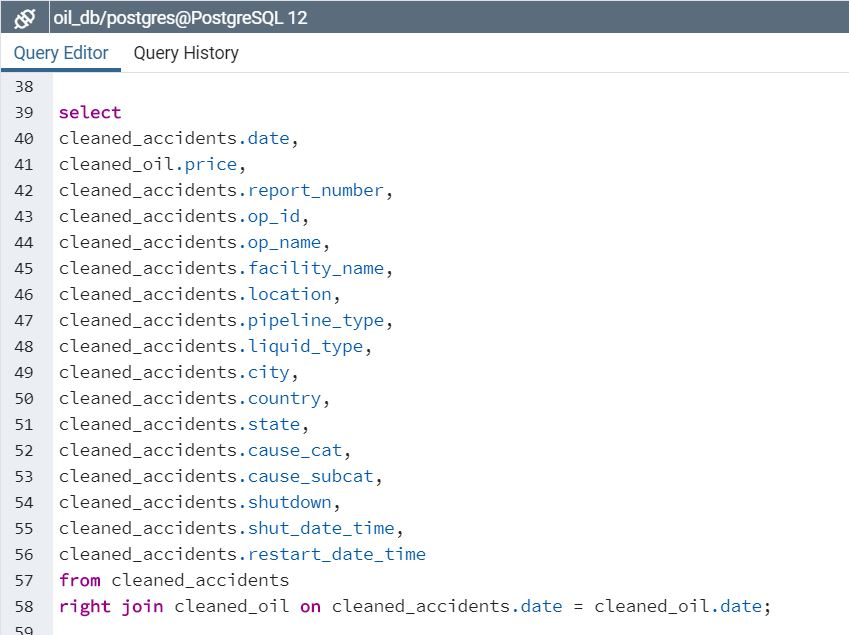 oil_db/postgres@PostgreSQL 12
Query Editor Query History
38
39 select
40 cleaned_accidents.date,
41 cleaned_oil.price,
42 cleaned_accidents.report_number,
43 cleaned_accidents.op_id,
44 cleaned_accidents.op_name,
45 cleaned_accidents.facility_name,
46 cleaned_accidents.location,
47 cleaned_accidents.pipeline_type,
48 cleaned_accidents.liquid_type,
49 cleaned_accidents.city,
50 cleaned_accidents.country,
51 cleaned_accidents.state,
52 cleaned_accidents.cause_cat,
53 cleaned_accidents.cause_subcat,
54 cleaned_accidents.shutdown,
55 cleaned_accidents.shut_date_time,
56 cleaned_accidents.restart_date_time
57 from cleaned_accidents
58 right join cleaned_oil on cleaned_accidents.date = cleaned_oil.date;
59